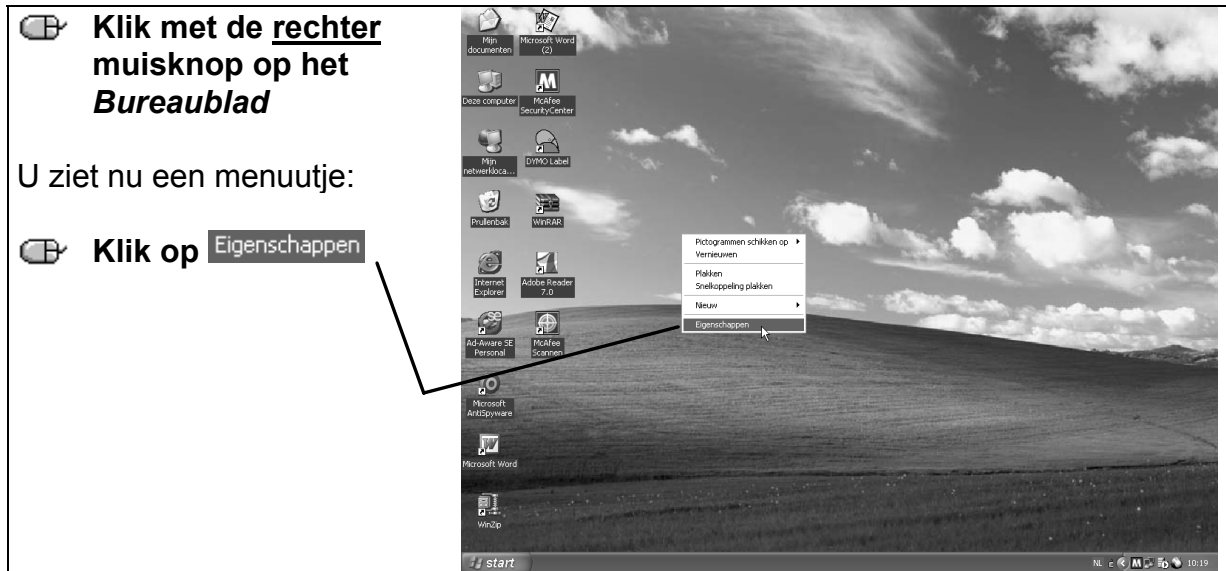 Klik met de rechter
muisknop op het
Bureaublad
U ziet nu een menuutje:
Klik op Eigenschappen
Mijn
documenten
Microsoft Word
(2)
Deze computer
McAfee
SecurityCenter
Mijn
netwerkloca...
DYMO Label
Prullenbak
WinRAR
Internet
Explorer
Adobe Reader
7.0
Ad-Aware SE
Personal
McAfee
Scannen
Microsoft
AntiSpyware
Microsoft Word
WinZip
Pictogrammen schikken op
Vernieuwen
Plakken
Snelkoppeling plakken
Nieuw
Eigenschappen
start
NL
10:19